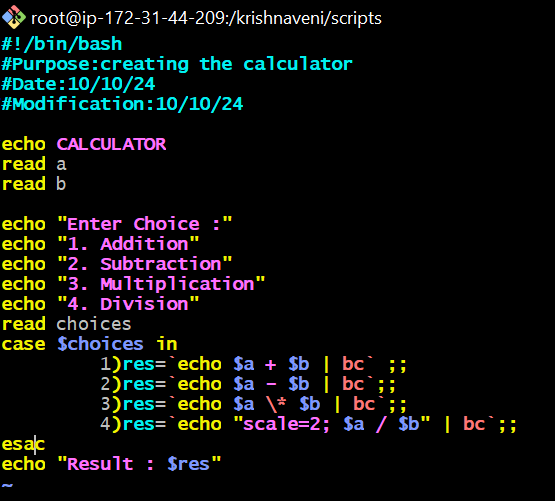 root@ip-172-31-44-209:/krishnaveni/scripts
#!/bin/bash
#Purpose:creating the calculator
#Date:10/10/24
#Modification:10/10/24
echo CALCULATOR
read a
read b
echo "Enter Choice :"
echo "1. Addition"
echo "2. Subtraction"
echo "3. Multiplication"
echo "4. Division"
read choices
case $choices in
1)res=`echo $a + $b | bc` ;;
2)res=`echo $a - $b | bc`;;
3)res=`echo $a \* $b | bc`;;
4)res=`echo "scale=2; $a / $b" | bc`;;
esac
echo "Result : $res"
~